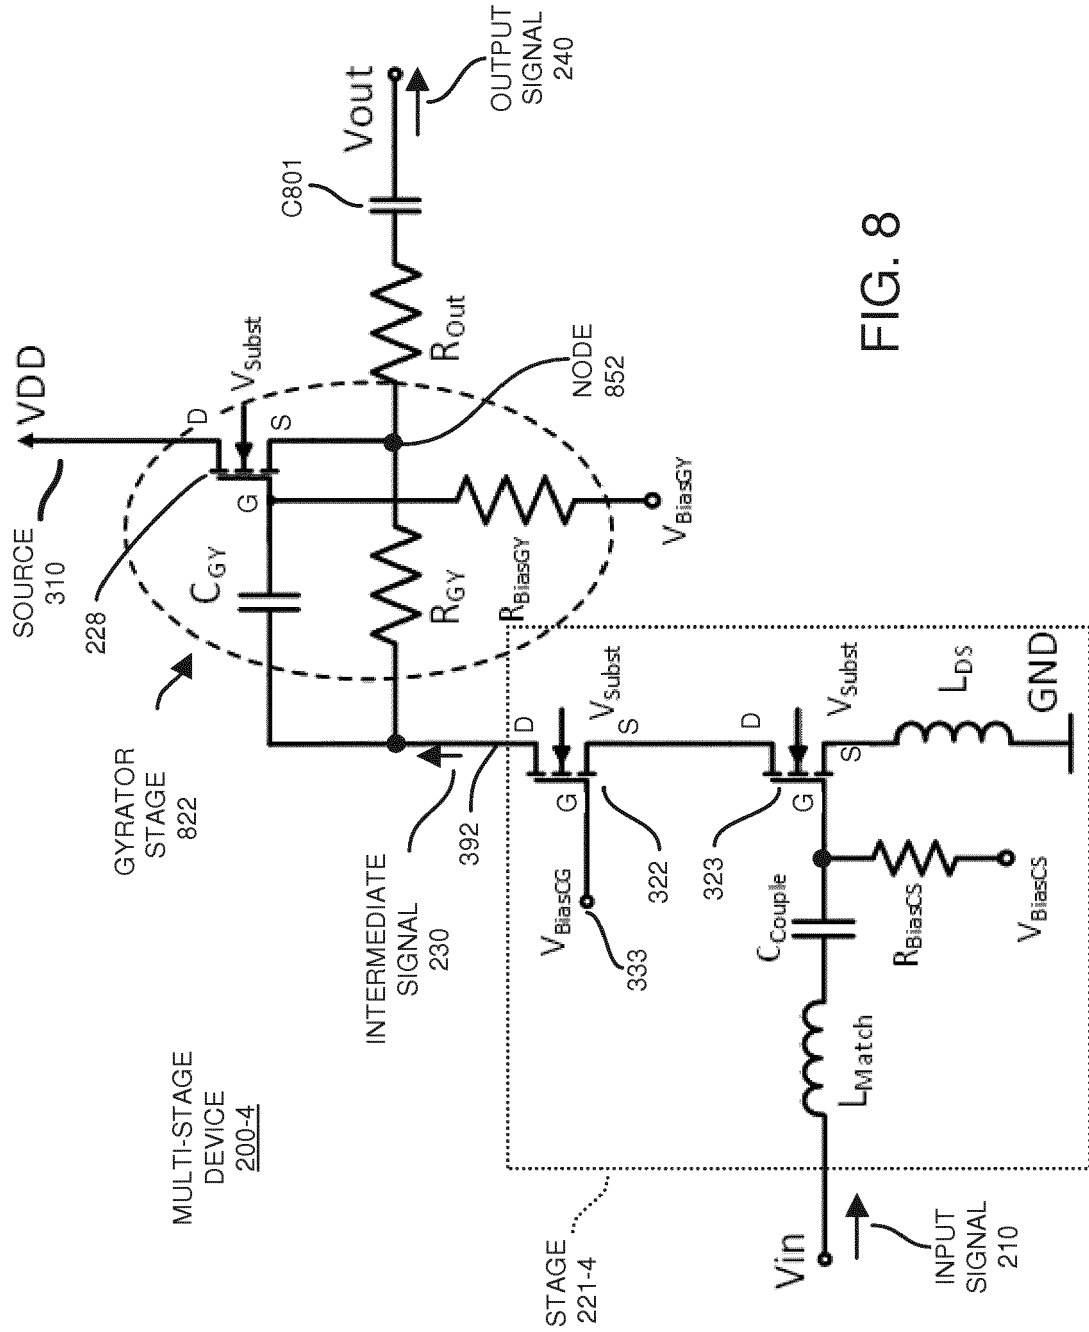 MULTI-STAGE
DEVICE
200-4
GYRATOR
STAGE
822
SOURCE
310
VDD
228
D
G
S
VSubst
CGY
RGY
RBiasGY
VBiasGY
NODE
852
ROut
C801
Vout
OUTPUT
SIGNAL
240
INTERMEDIATE
SIGNAL
230
392
D
G
S
VSubst
VBiasCG
333
322
323
D
G
S
VSubst
LDS
GND
CCouple
RBiasCS
VBiasCS
LMatch
Vin
INPUT
SIGNAL
210
STAGE
221-4
FIG. 8